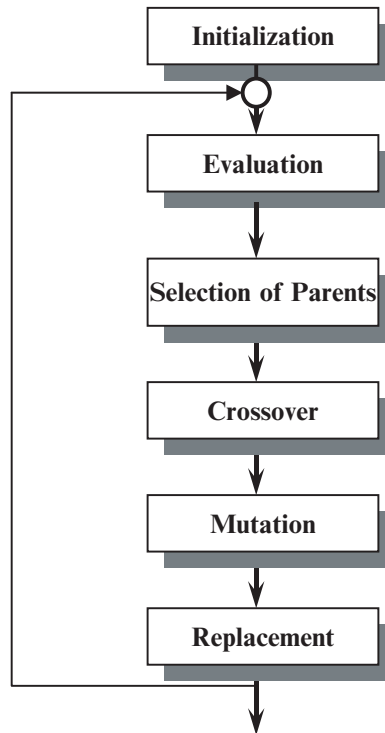 Initialization
Evaluation
Selection of Parents
Crossover
Mutation
Replacement